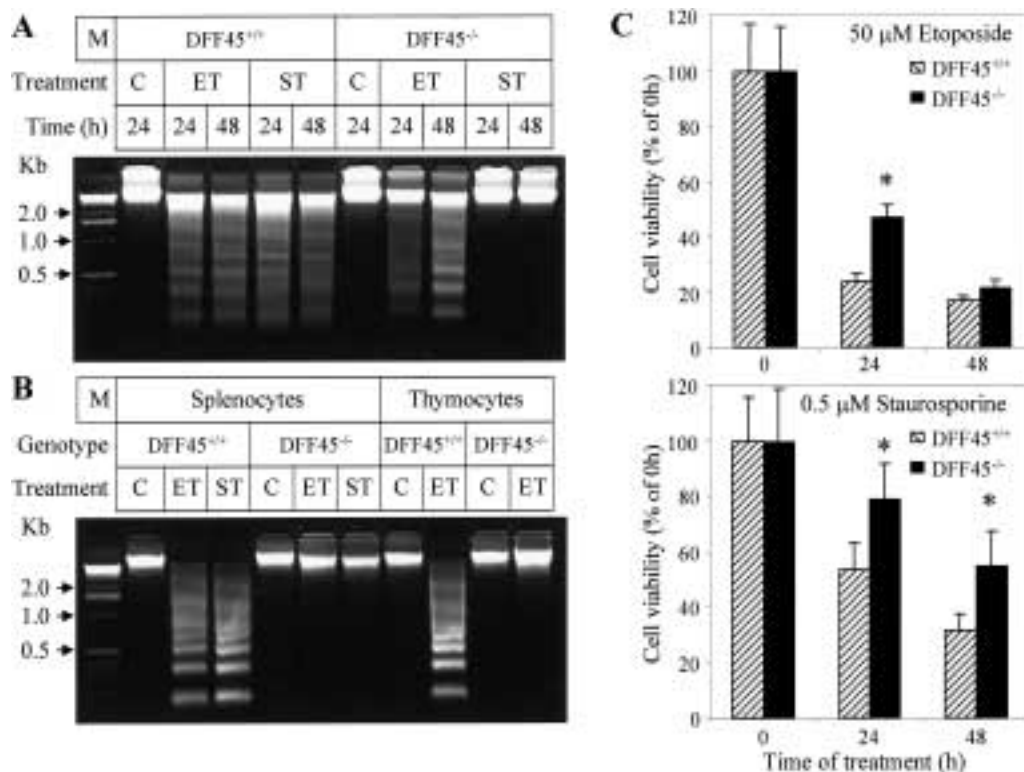 A
M DFF45+/+ DFF45-/-
Treatment C ET ST C ET ST
Time (h) 24 24 48 24 48 24 24 48 24 48
Kb
2.0
1.0
0.5
B
M Splenocytes Thymocytes
Genotype DFF45+/+ DFF45-/- DFF45+/+ DFF45-/-
Treatment C ET ST C ET ST C ET C ET
Kb
2.0
1.0
0.5
C
120
100
80
60
40
20
0
Cell viability (% of 0h)
50 μM Etoposide
DFF45+/+
DFF45-/-
*
0 24 48
120
100
80
60
40
20
0
Cell viability (% of 0h)
0.5 μM Staurosporine
DFF45+/+
DFF45-/-
*
*
0 24 48
Time of treatment (h)